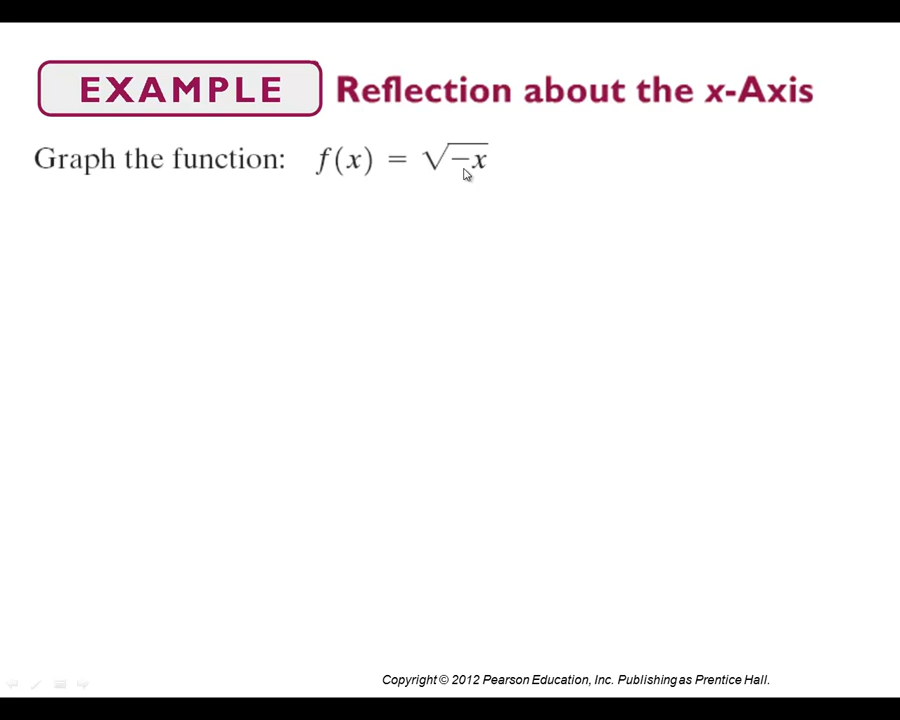 EXAMPLE Reflection about the x-Axis
Graph the function: f(x) = √−x
Copyright © 2012 Pearson Education, Inc. Publishing as Prentice Hall.